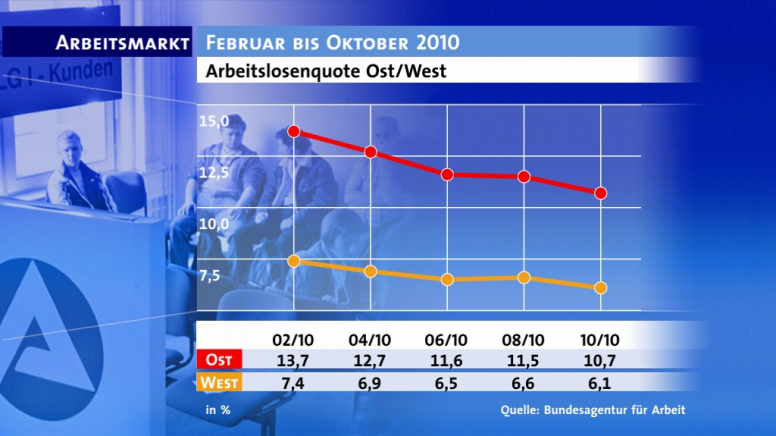 LG I - Kunden
ARBEITSMARKT FEBRUAR BIS OKTOBER 2010
Arbeitslosenquote Ost/West
15,0
12,5
10,0
7,5
02/10 04/10 06/10 08/10 10/10
OST 13,7 12,7 11,6 11,5 10,7
WEST 7,4 6,9 6,5 6,6 6,1
in % Quelle: Bundesagentur für Arbeit